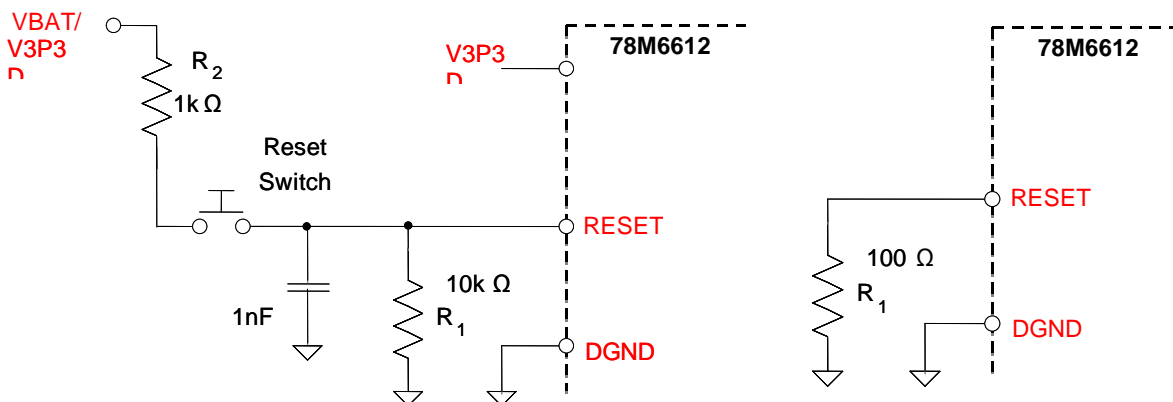 VBAT/
V3P3
D
R2
1k Ω
Reset
Switch
1nF
10k Ω
R1
V3P3
D
78M6612
RESET
DGND
78M6612
RESET
100 Ω
R1
DGND